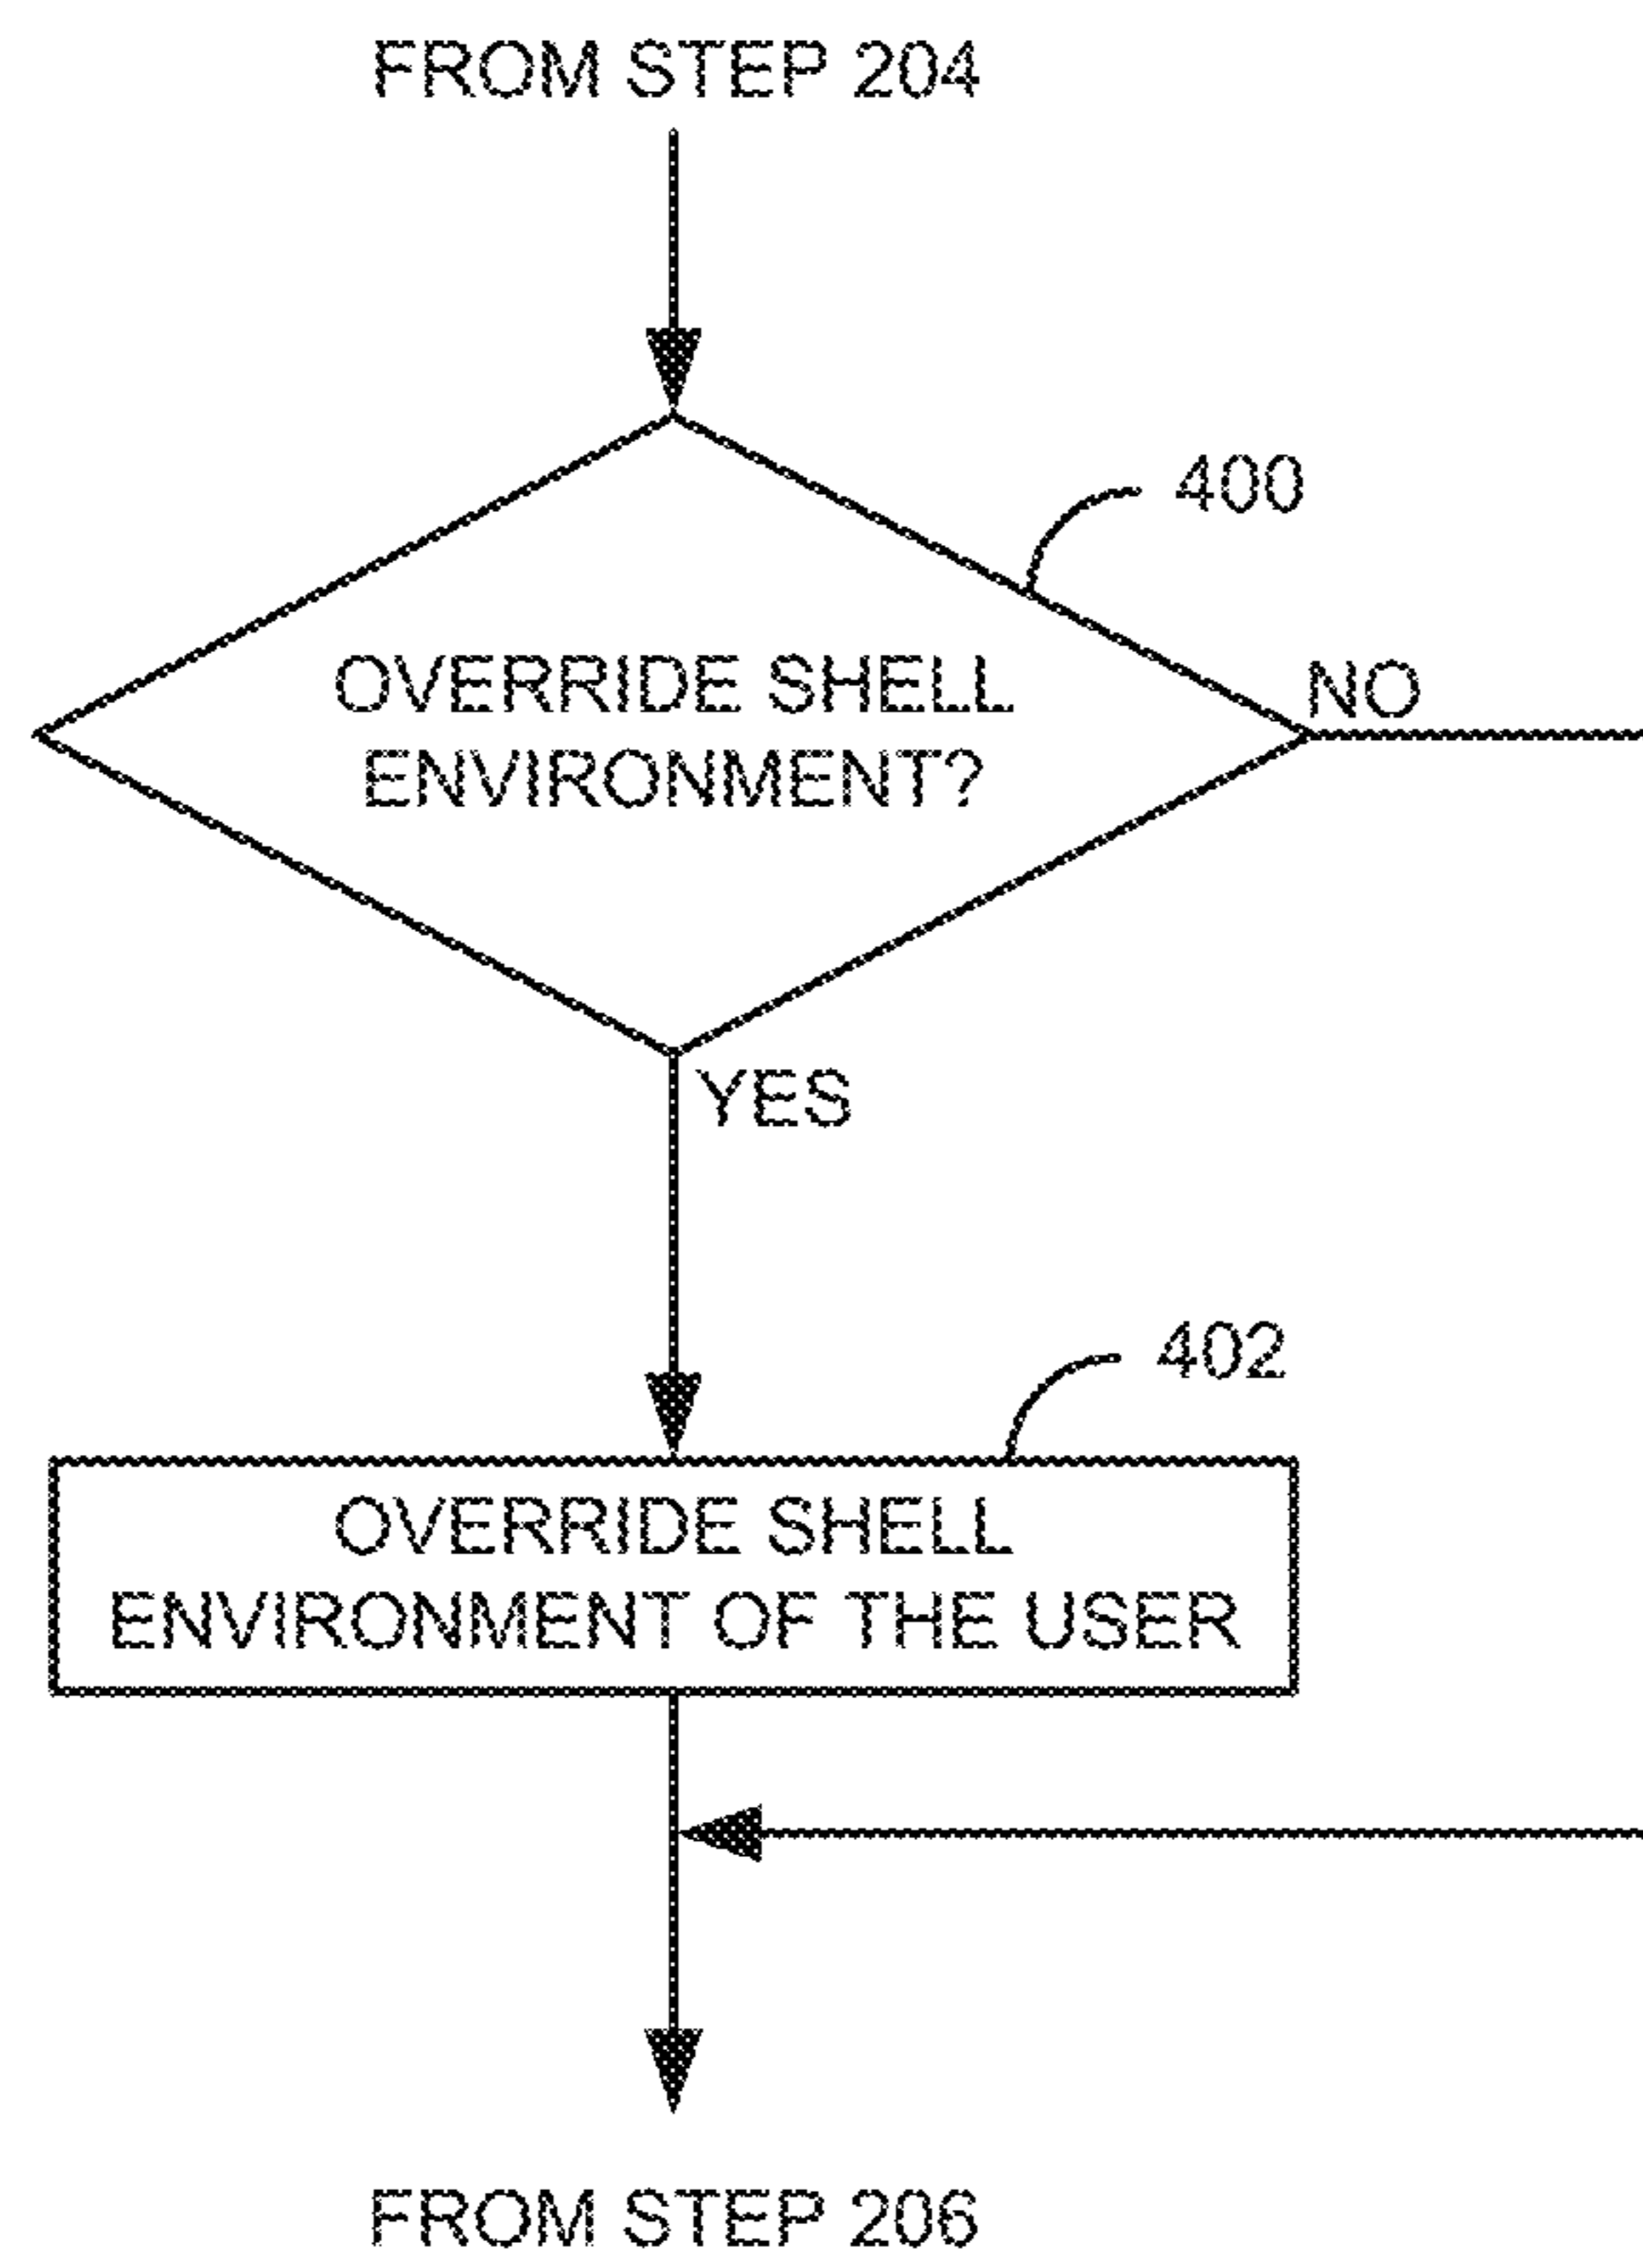 FROM STEP 204
400
OVERRIDE SHELL
ENVIRONMENT?
NO
YES
402
OVERRIDE SHELL
ENVIRONMENT OF THE USER
FROM STEP 206